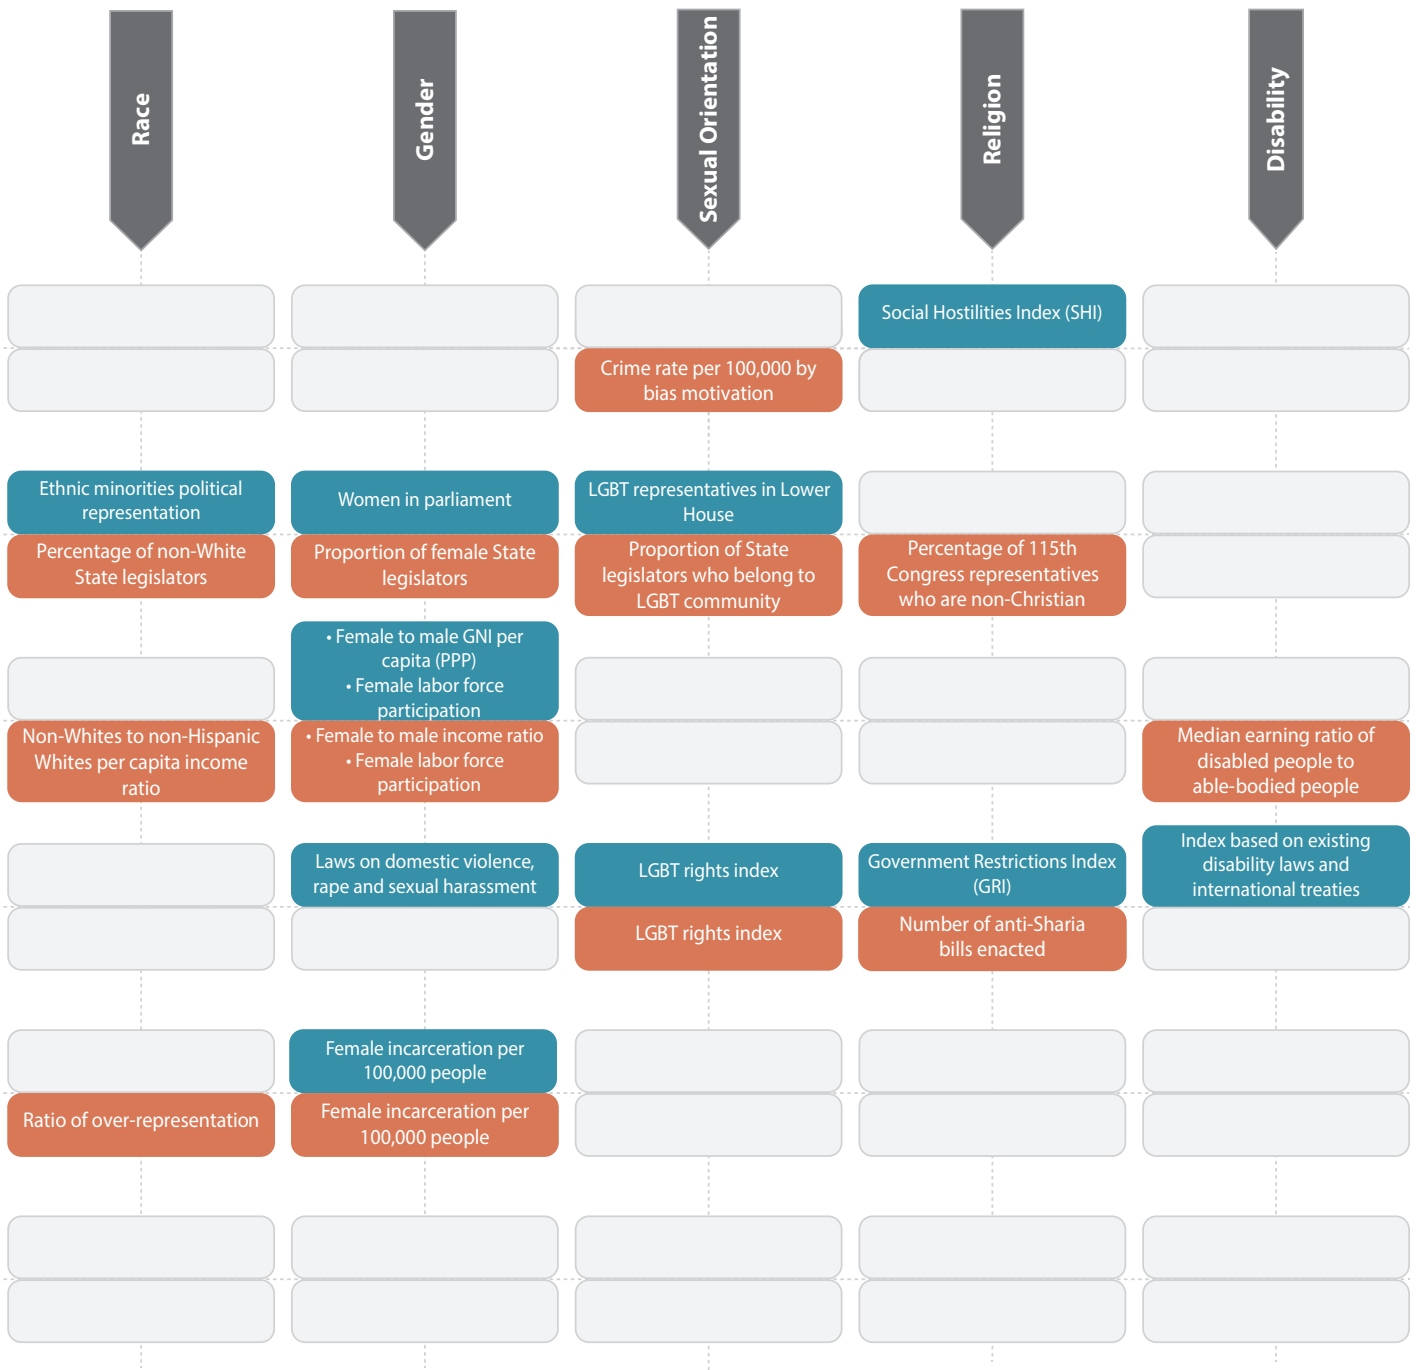 Race
Gender
Sexual Orientation
Religion
Disability
Social Hostilities Index (SHI)
Crime rate per 100,000 by
bias motivation
Ethnic minorities political
representation
Women in parliament
LGBT representatives in Lower
House
Percentage of non-White
State legislators
Proportion of female State
legislators
Proportion of State
legislators who belong to
LGBT community
Percentage of 115th
Congress representatives
who are non-Christian
• Female to male GNI per
capita (PPP)
• Female labor force
participation
Non-Whites to non-Hispanic
Whites per capita income
ratio
• Female to male income ratio
• Female labor force
participation
Median earning ratio of
disabled people to
able-bodied people
Laws on domestic violence,
rape and sexual harassment
LGBT rights index
Government Restrictions Index
(GRI)
Index based on existing
disability laws and
international treaties
LGBT rights index
Number of anti-Sharia
bills enacted
Female incarceration per
100,000 people
Ratio of over-representation
Female incarceration per
100,000 people